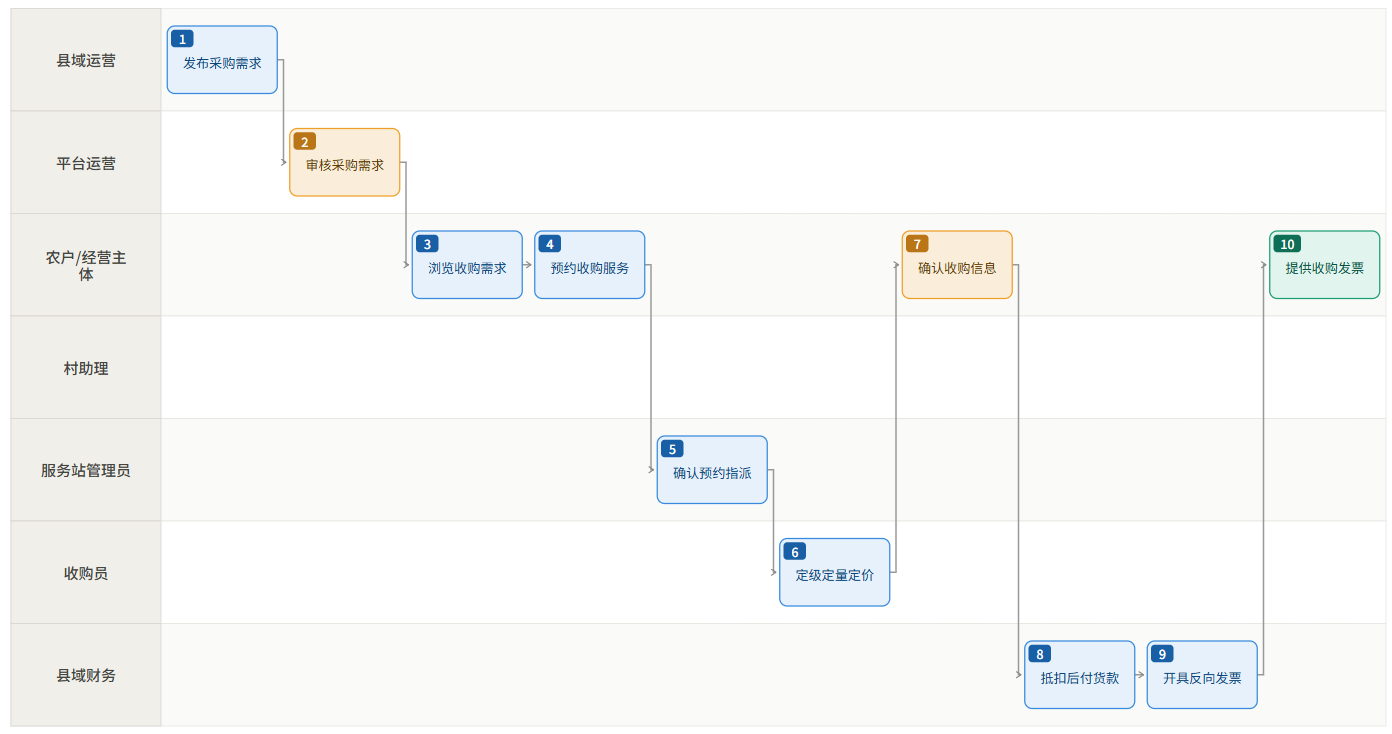 县域运营
1
发布采购需求
平台运营
2
审核采购需求
农户/经营主
体
3
浏览收购需求
4
预约收购服务
7
确认收购信息
10
提供收购发票
村助理
服务站管理员
5
确认预约指派
收购员
6
定级定量定价
县域财务
8
抵扣后付货款
9
开具反向发票